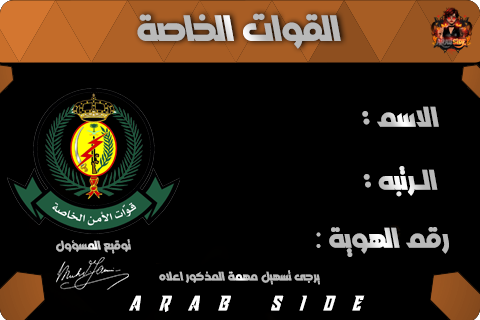 القوات الخاصة
الاسم :
الرتبه :
قوات الأمن الخاصة
رقم الهوية :
توقيع المسؤول
يرجى تسهيل مهمة المذكور اعلاه
ARAB SIDE